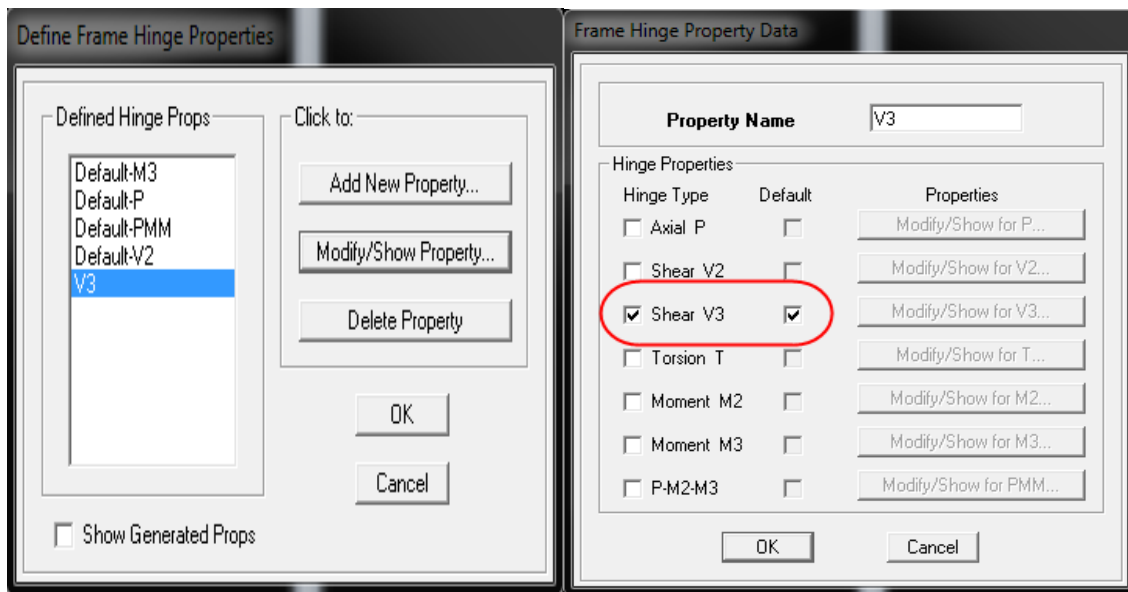 Define Frame Hinge Properties
Defined Hinge Props
Default-M3
Default-P
Default-PMM
Default-V2
V3
Click to:
Add New Property...
Modify/Show Property...
Delete Property
OK
Cancel
Show Generated Props
Frame Hinge Property Data
Property Name V3
Hinge Properties
Hinge Type Default Properties
Axial P Modify/Show for P...
Shear V2 Modify/Show for V2...
Shear V3 Modify/Show for V3...
Torsion T Modify/Show for T...
Moment M2 Modify/Show for M2...
Moment M3 Modify/Show for M3...
P-M2-M3 Modify/Show for PMM...
OK Cancel